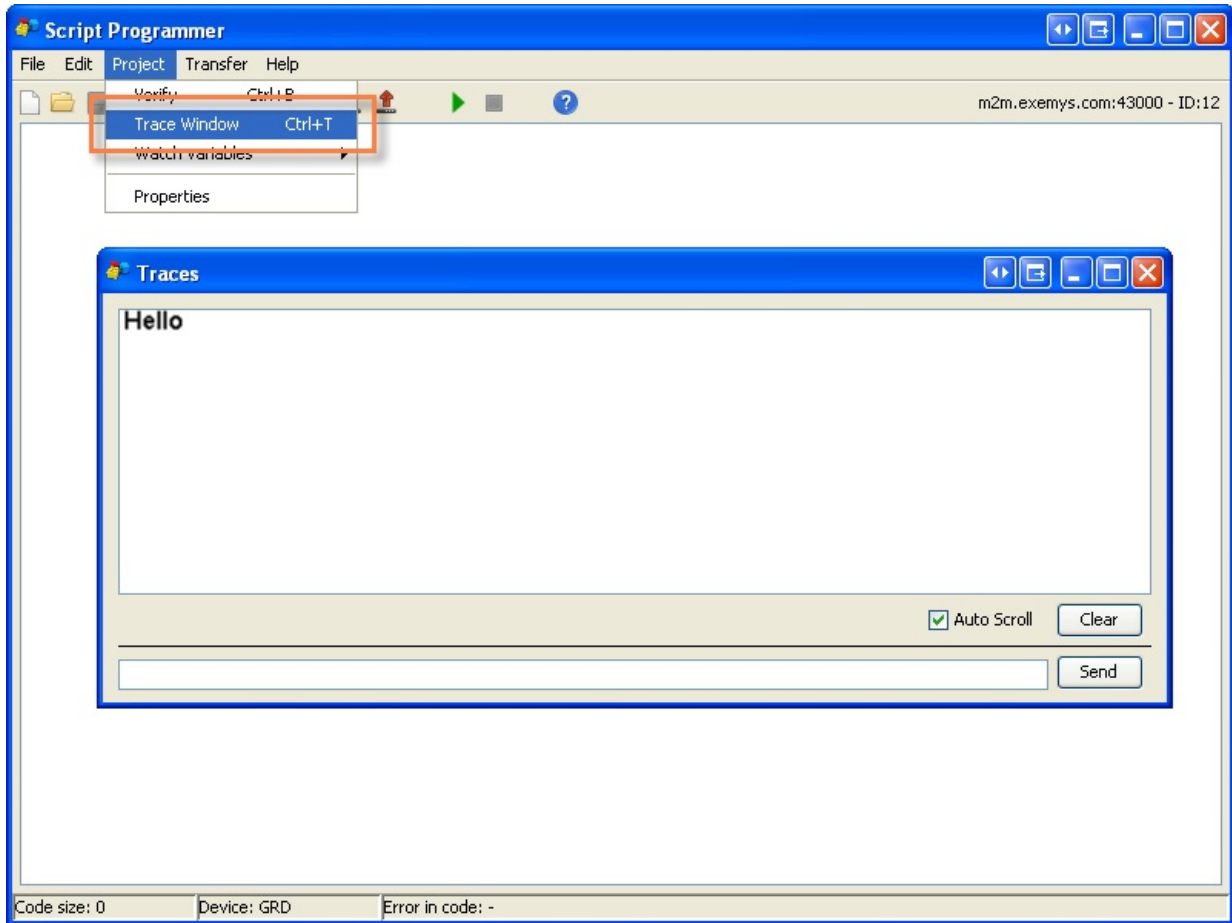 Script Programmer
File Edit Project Transfer Help
Verify Ctrl+B
m2m.exemys.com:43000 - ID:12
Trace Window Ctrl+T
Watch Variables
Properties
Traces
Hello
Auto Scroll Clear
Send
Code size: 0 Device: GRD Error in code: -